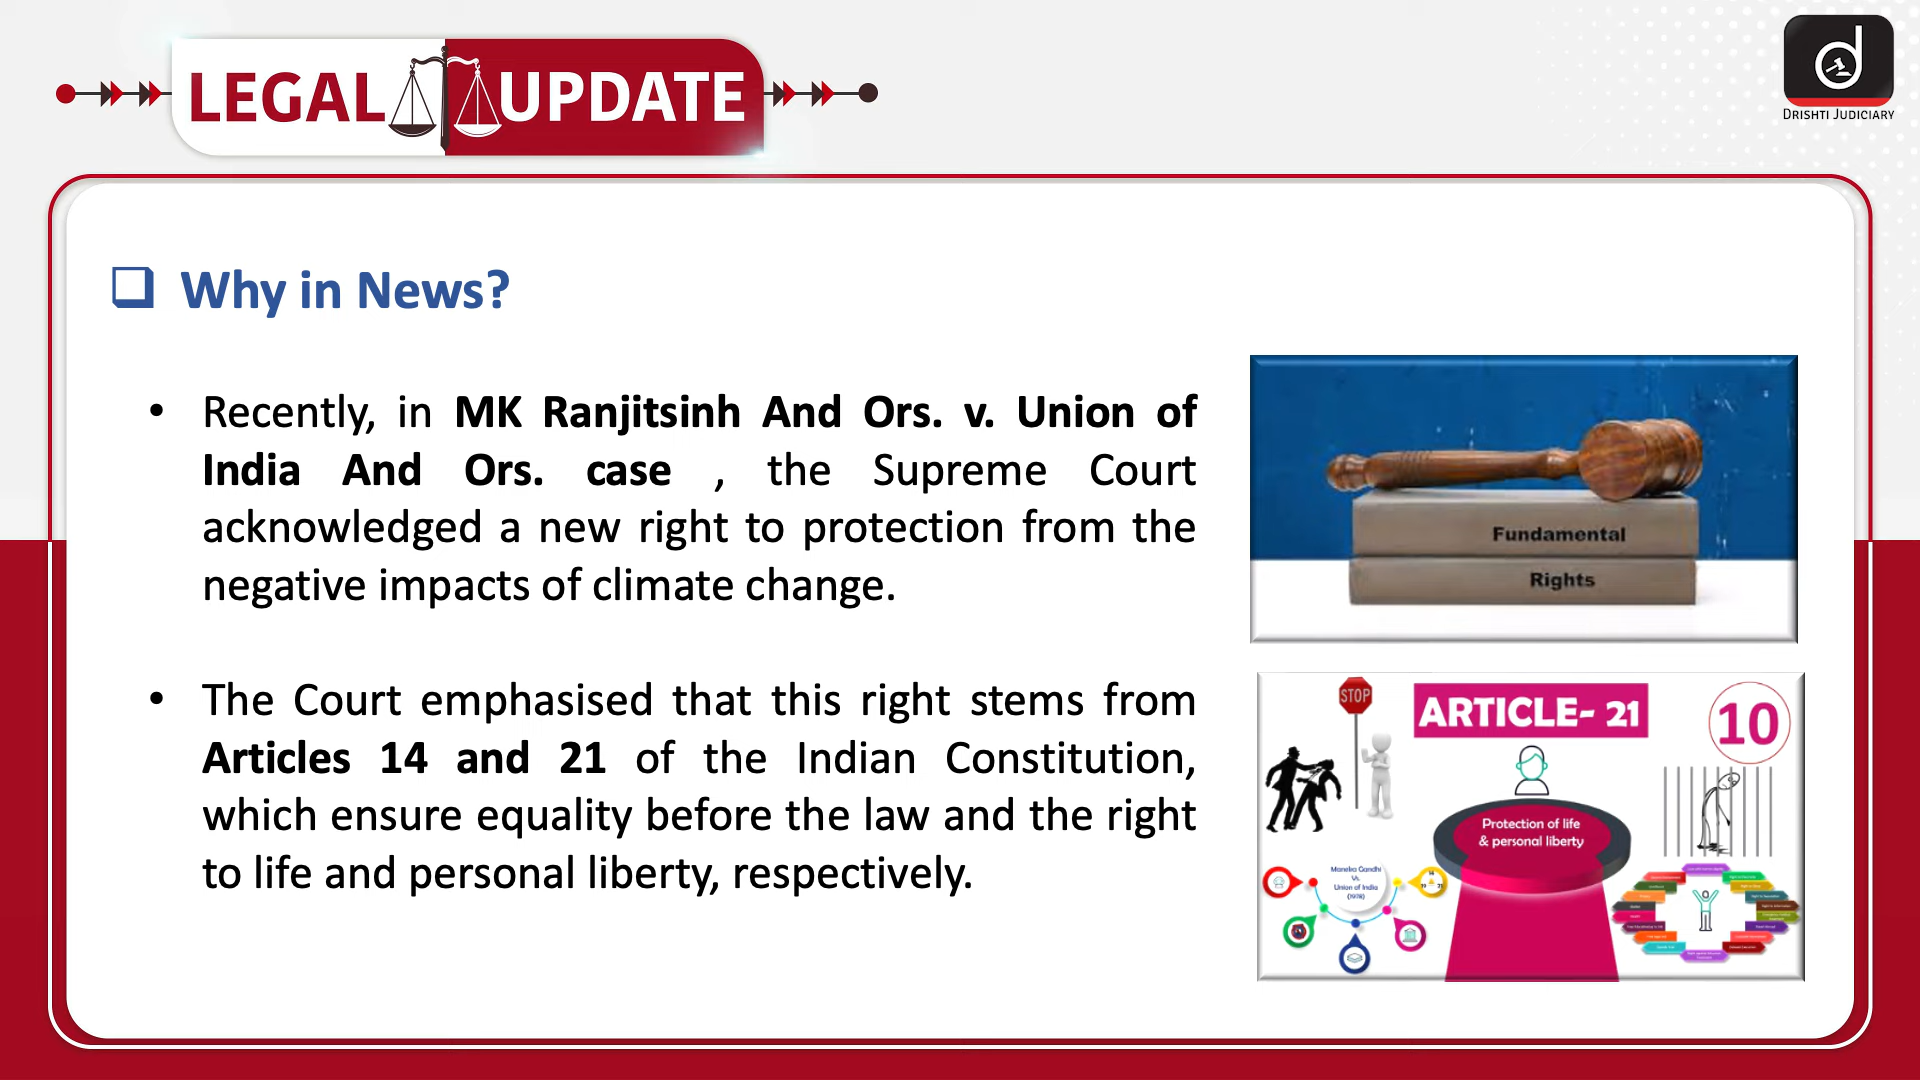 LEGAL UPDATE
DRISHTI JUDICIARY
Why in News?
• Recently, in MK Ranjitsinh And Ors. v. Union of
India And Ors. case , the Supreme Court
acknowledged a new right to protection from the
negative impacts of climate change.
• The Court emphasised that this right stems from
Articles 14 and 21 of the Indian Constitution,
which ensure equality before the law and the right
to life and personal liberty, respectively.
Fundamental
Rights
STOP
ARTICLE- 21
10
Protection of life
& personal liberty
Maneka Gandhi
Vs.
Union of India
(1978)
14
19 21